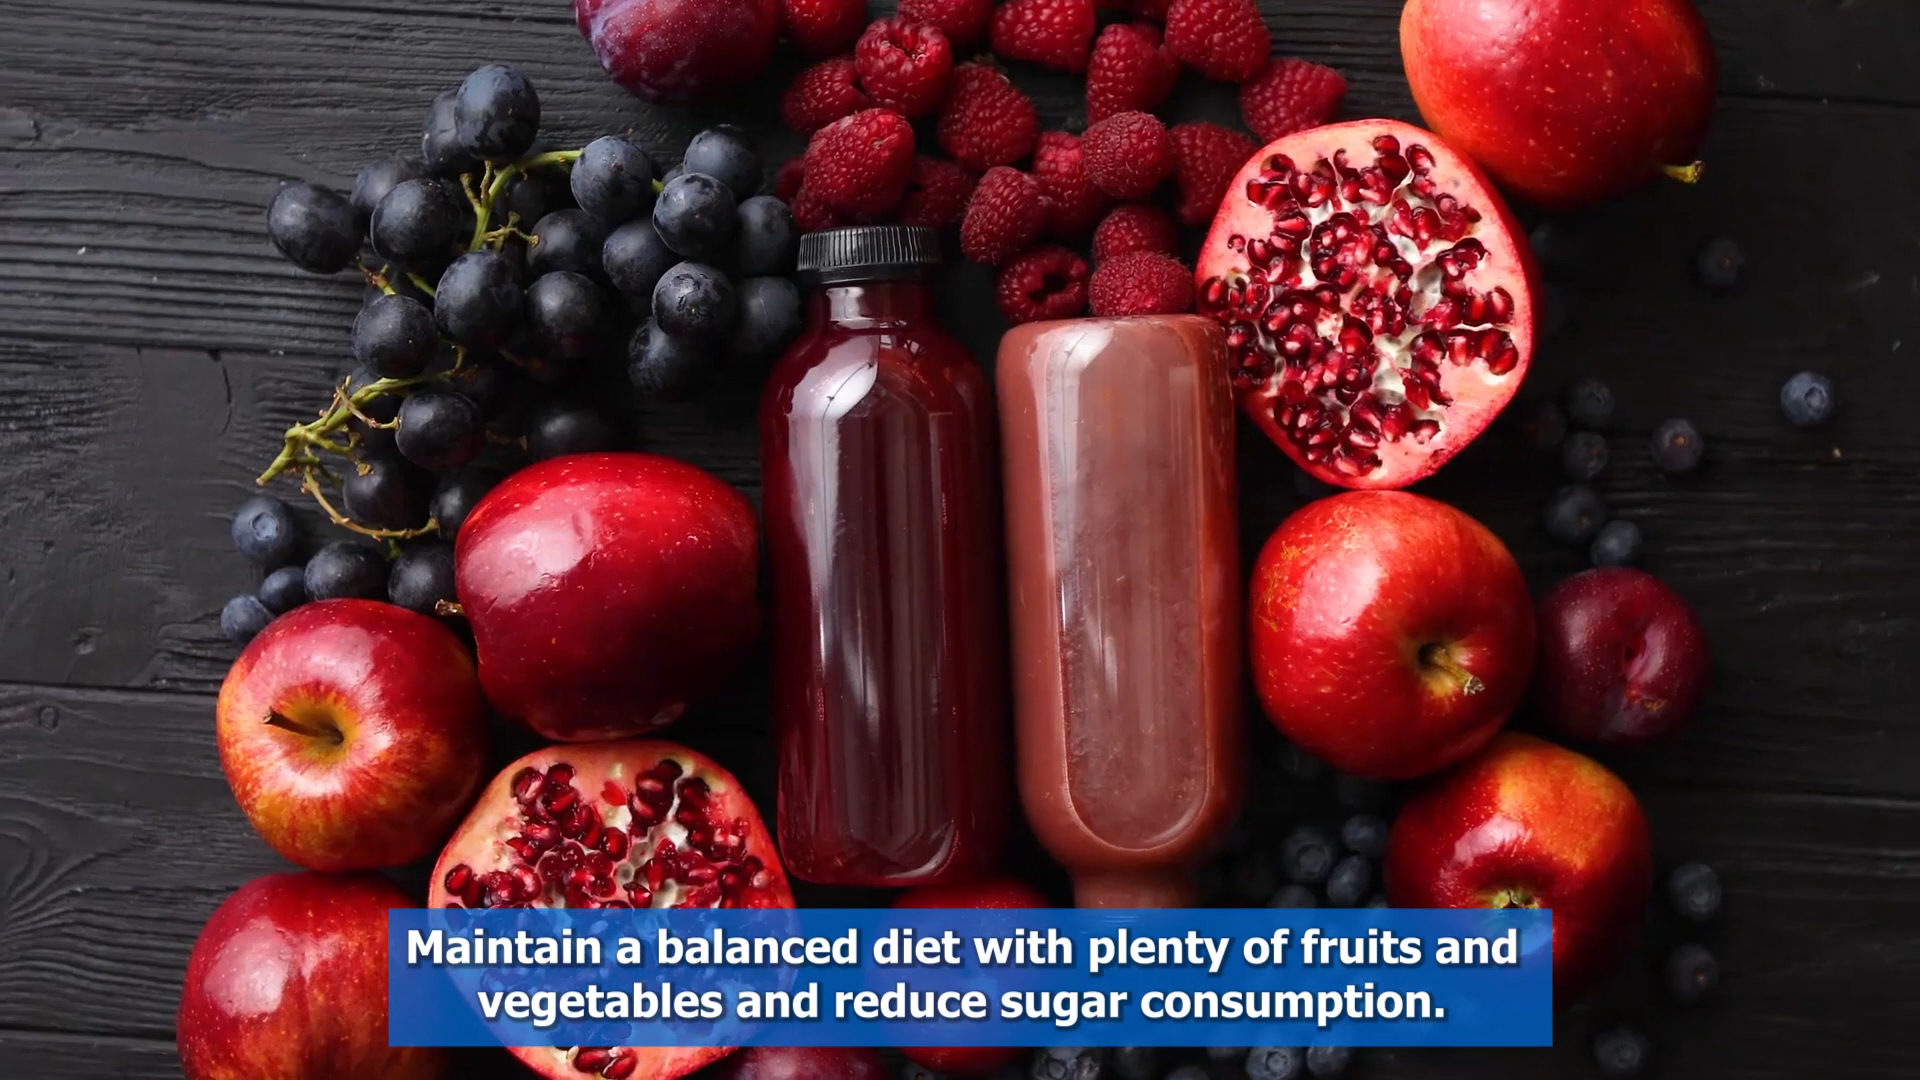 Maintain a balanced diet with plenty of fruits and
vegetables and reduce sugar consumption.